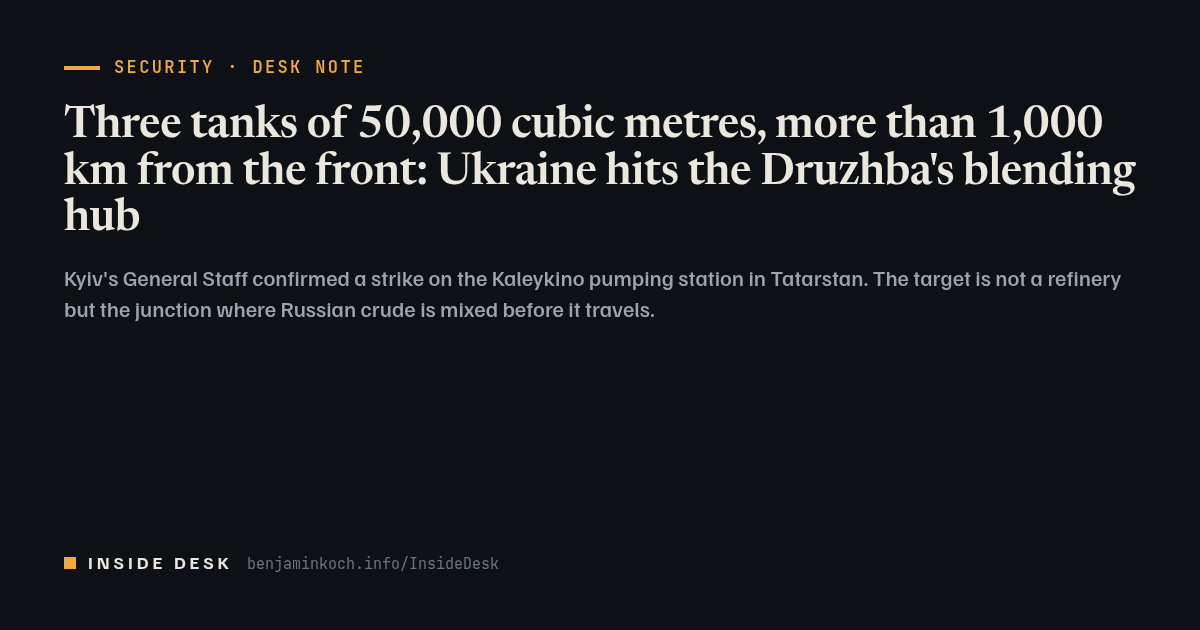 SECURITY · DESK NOTE
Three tanks of 50,000 cubic metres, more than 1,000
km from the front: Ukraine hits the Druzhba's blending
hub
Kyiv's General Staff confirmed a strike on the Kaleykino pumping station in Tatarstan. The target is not a refinery
but the junction where Russian crude is mixed before it travels.
INSIDE DESK benjaminkoch.info/InsideDesk